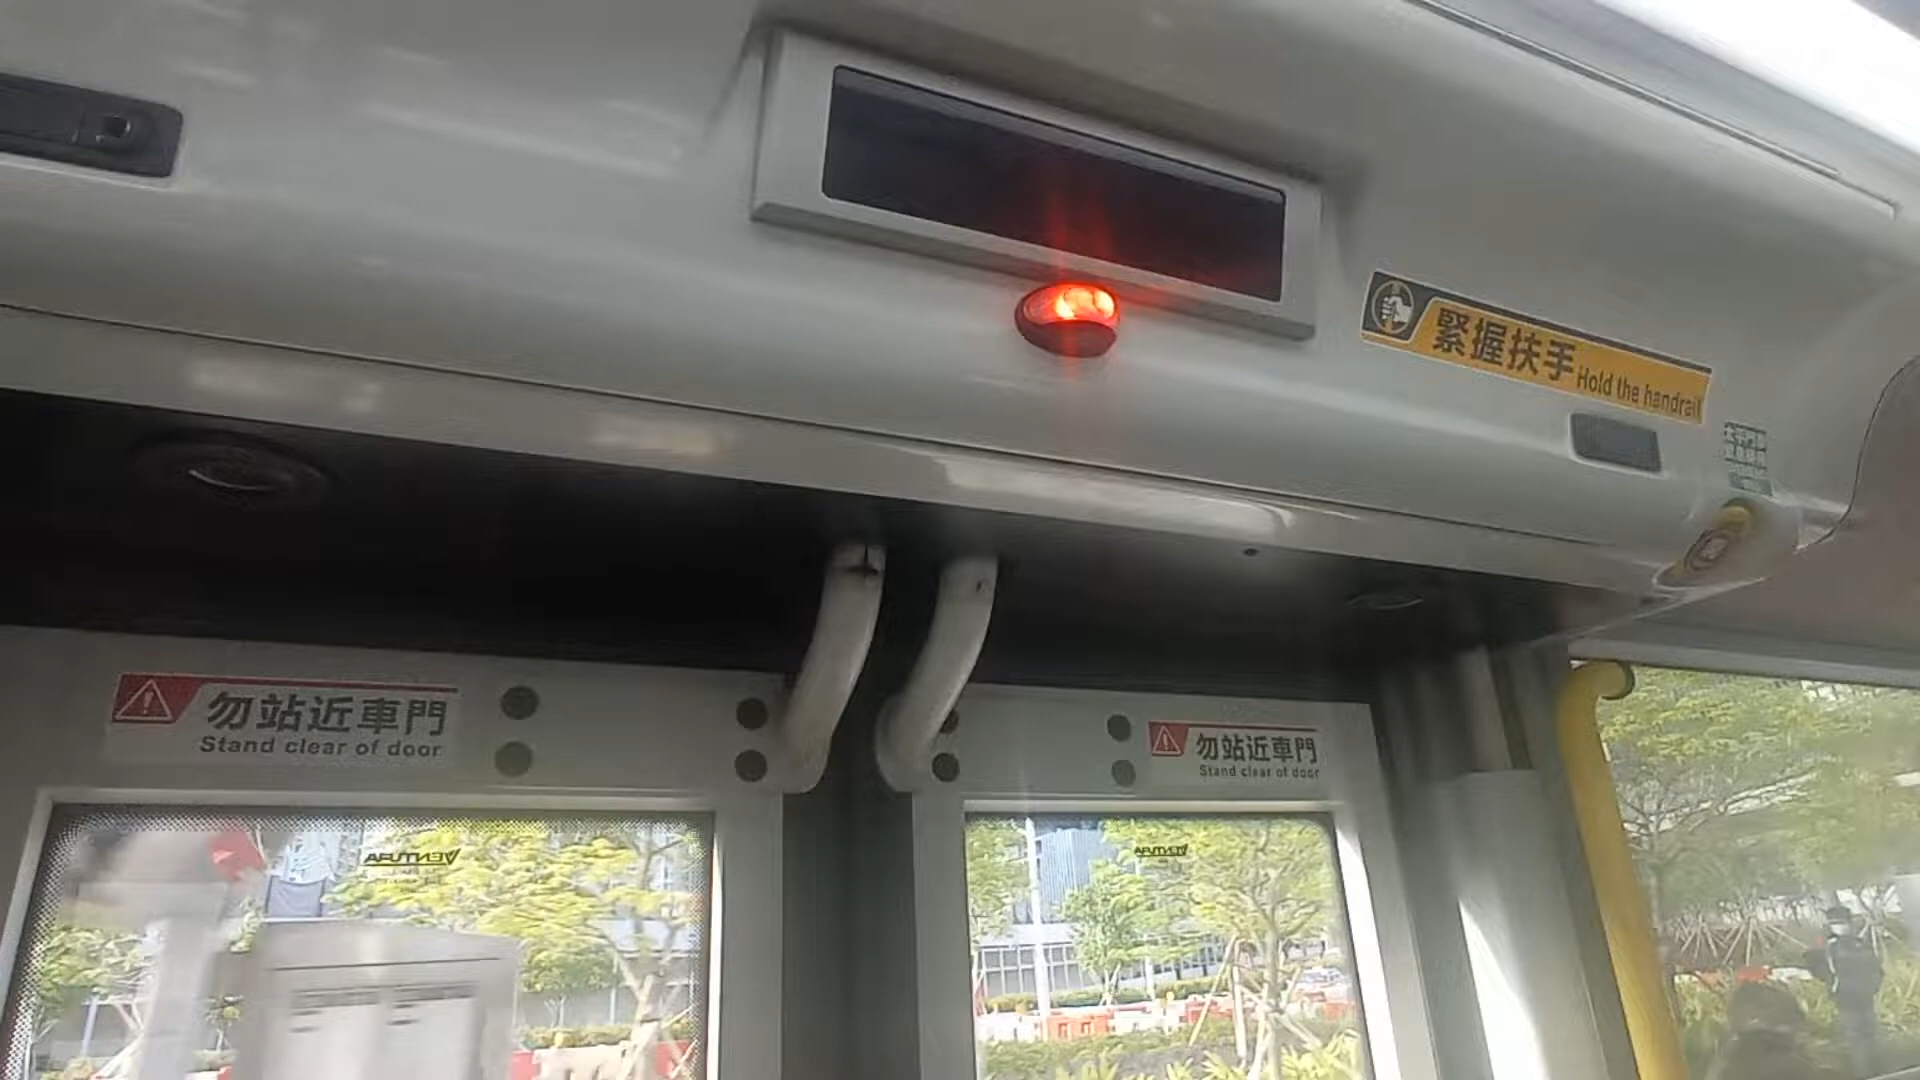 緊握扶手 Hold the handrail
勿站近車門
Stand clear of door
勿站近車門
Stand clear of door
VENTURA
VENTURA